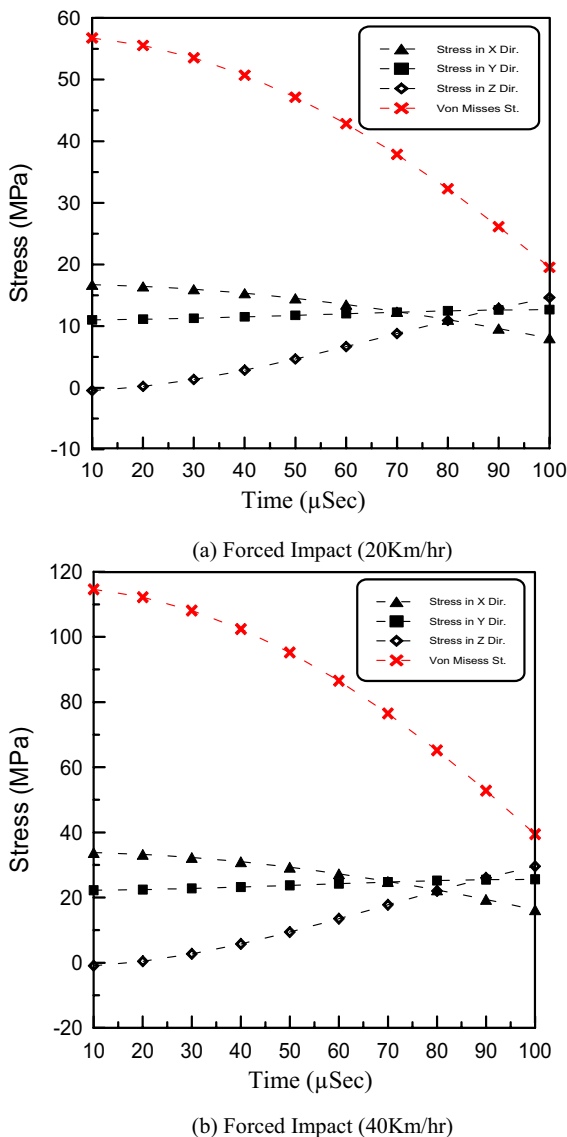 60
50
40
30
20
10
0
-10
Stress (MPa)
Stress in X Dir.
Stress in Y Dir.
Stress in Z Dir.
Von Misses St.
10 20 30 40 50 60 70 80 90 100
Time (µSec)
(a) Forced Impact (20Km/hr)
120
100
80
60
40
20
0
-20
Stress (MPa)
Stress in X Dir.
Stress in Y Dir.
Stress in Z Dir.
Von Misess St.
10 20 30 40 50 60 70 80 90 100
Time (µSec)
(b) Forced Impact (40Km/hr)